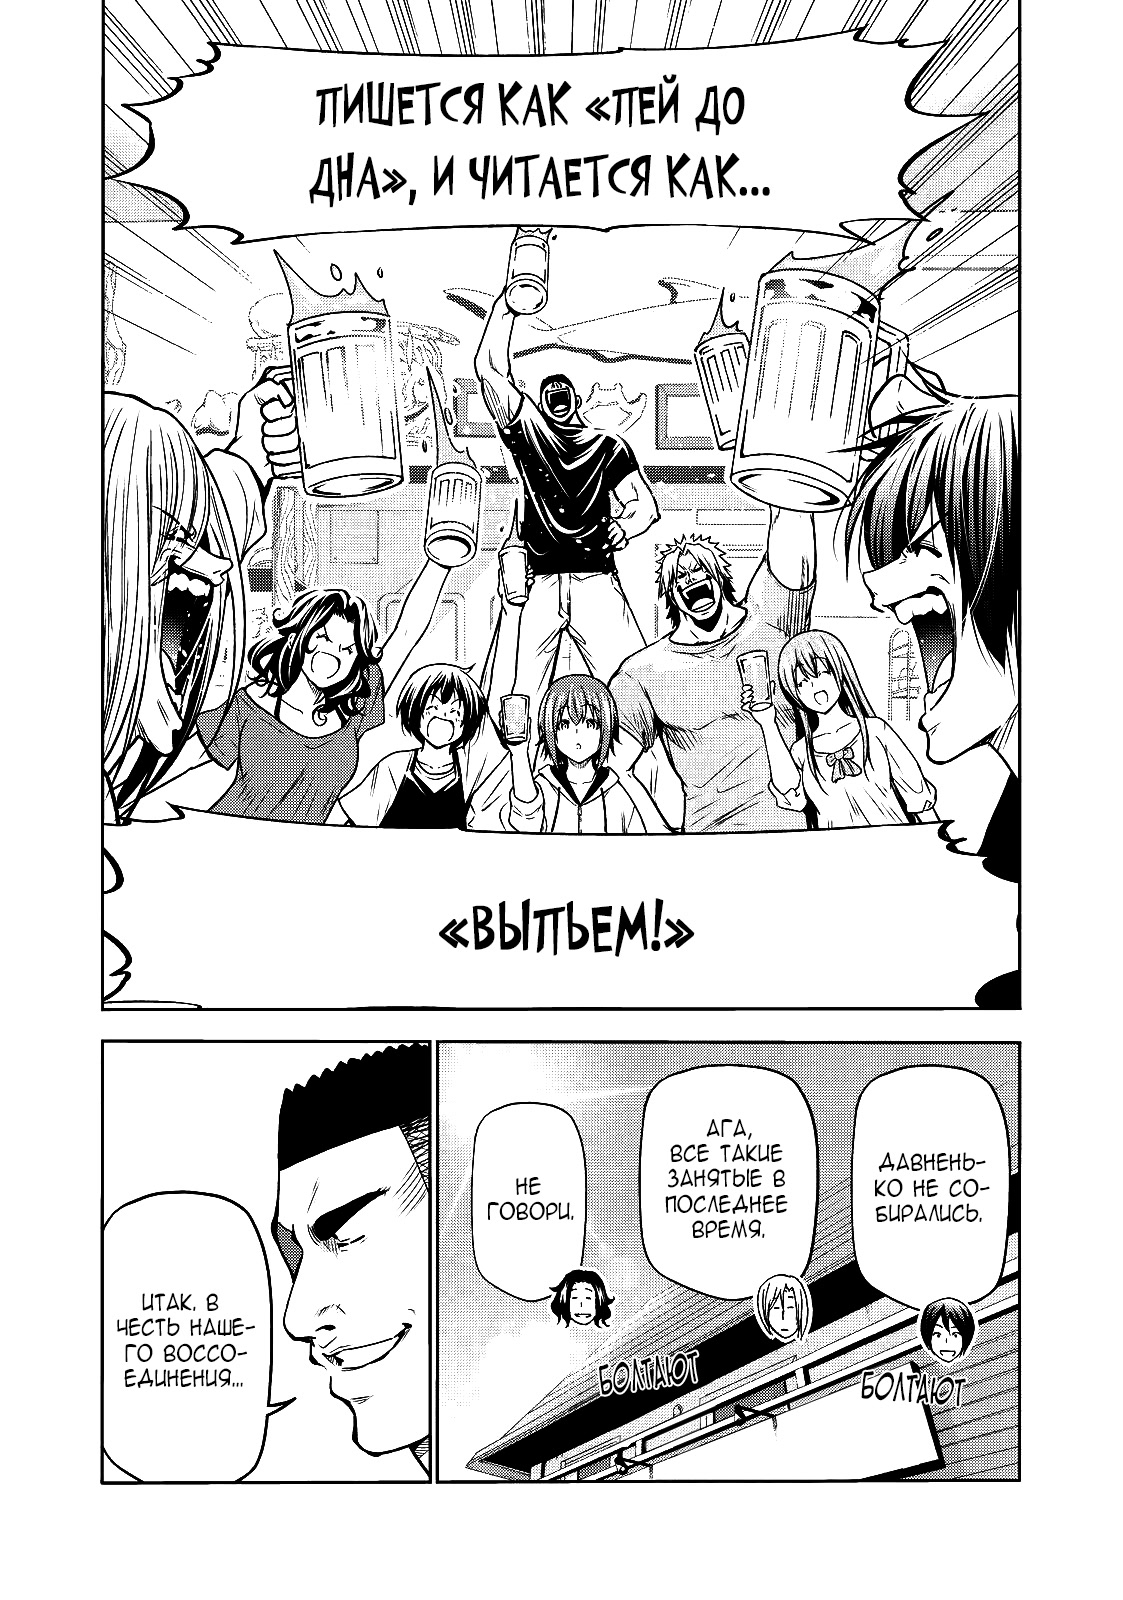 ПИШЕТСЯ КАК «ПЕЙ ДО
ДНА», И ЧИТАЕТСЯ КАК...
«ВЫПЬЕМ!»
ДАВНЕНЬ-
КО НЕ СО-
БИРАЛИСЬ.
АГА,
ВСЕ ТАКИЕ
ЗАНЯТЫЕ В
ПОСЛЕДНЕЕ
ВРЕМЯ.
НЕ
ГОВОРИ.
БОЛТАЮТ
БОЛТАЮТ
ИТАК, В
ЧЕСТЬ НАШЕ-
ГО ВОССО-
ЕДИНЕНИЯ...